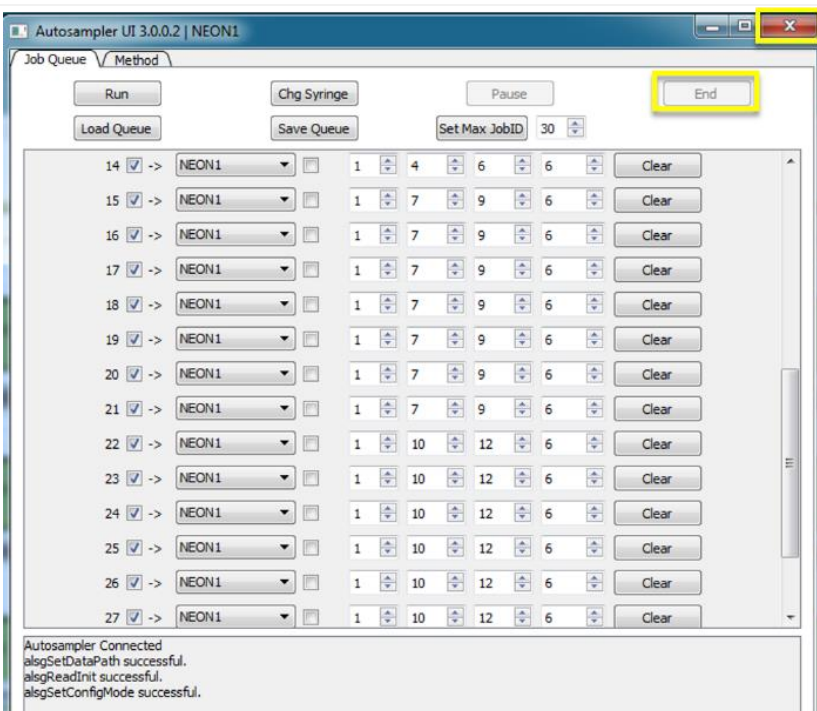 Autosampler UI 3.0.0.2 | NEON1
Job Queue Method
Run Chg Syringe Pause End
Load Queue Save Queue Set Max JobID 30
14 -> NEON1 1 4 6 6 Clear
15 -> NEON1 1 7 9 6 Clear
16 -> NEON1 1 7 9 6 Clear
17 -> NEON1 1 7 9 6 Clear
18 -> NEON1 1 7 9 6 Clear
19 -> NEON1 1 7 9 6 Clear
20 -> NEON1 1 7 9 6 Clear
21 -> NEON1 1 7 9 6 Clear
22 -> NEON1 1 10 12 6 Clear
23 -> NEON1 1 10 12 6 Clear
24 -> NEON1 1 10 12 6 Clear
25 -> NEON1 1 10 12 6 Clear
26 -> NEON1 1 10 12 6 Clear
27 -> NEON1 1 10 12 6 Clear
Autosampler Connected
alsgSetDataPath successful.
alsgReadInit successful.
alsgSetConfigMode successful.